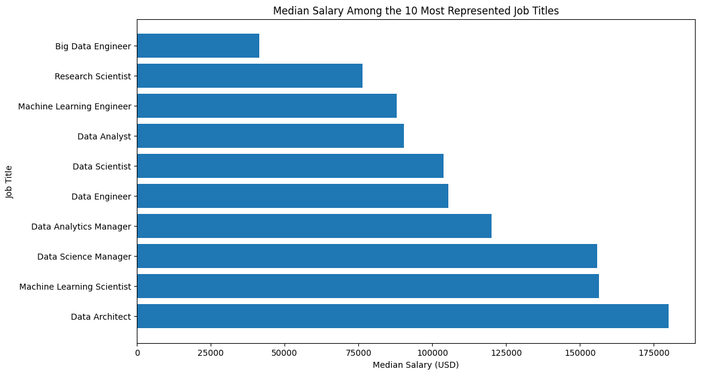 Median Salary Among the 10 Most Represented Job Titles
Job Title
Big Data Engineer
Research Scientist
Machine Learning Engineer
Data Analyst
Data Scientist
Data Engineer
Data Analytics Manager
Data Science Manager
Machine Learning Scientist
Data Architect
0 25000 50000 75000 100000 125000 150000 175000
Median Salary (USD)